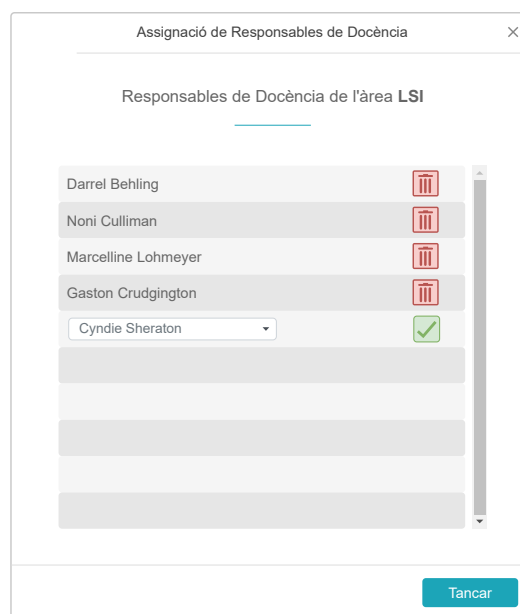 Assignació de Responsables de Docència
Responsables de Docència de l'àrea LSI
Darrel Behling
Noni Culliman
Marcelline Lohmeyer
Gaston Crudgington
Cyndie Sheraton
Tancar